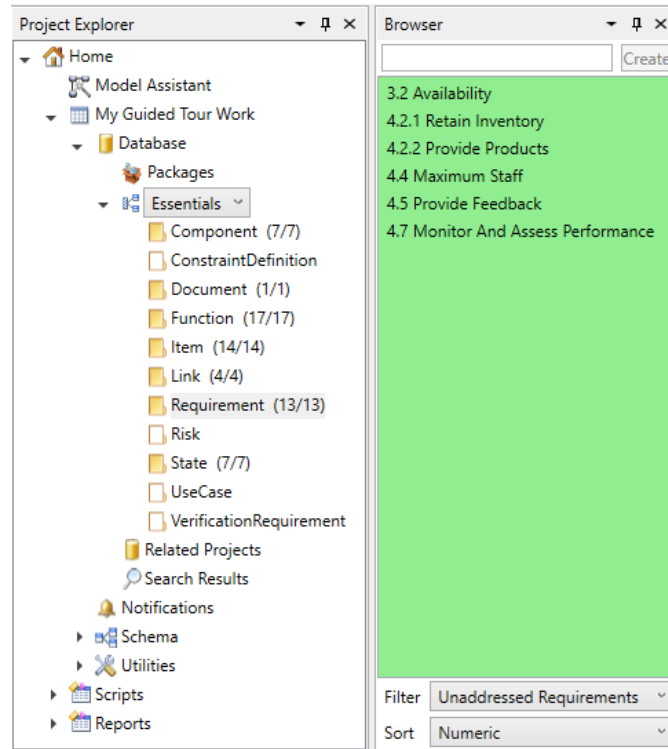 Project Explorer
Home
Model Assistant
My Guided Tour Work
Database
Packages
Essentials
Component (7/7)
ConstraintDefinition
Document (1/1)
Function (17/17)
Item (14/14)
Link (4/4)
Requirement (13/13)
Risk
State (7/7)
UseCase
VerificationRequirement
Related Projects
Search Results
Notifications
Schema
Utilities
Scripts
Reports
Browser
Create
3.2 Availability
4.2.1 Retain Inventory
4.2.2 Provide Products
4.4 Maximum Staff
4.5 Provide Feedback
4.7 Monitor And Assess Performance
Filter Unaddressed Requirements
Sort Numeric